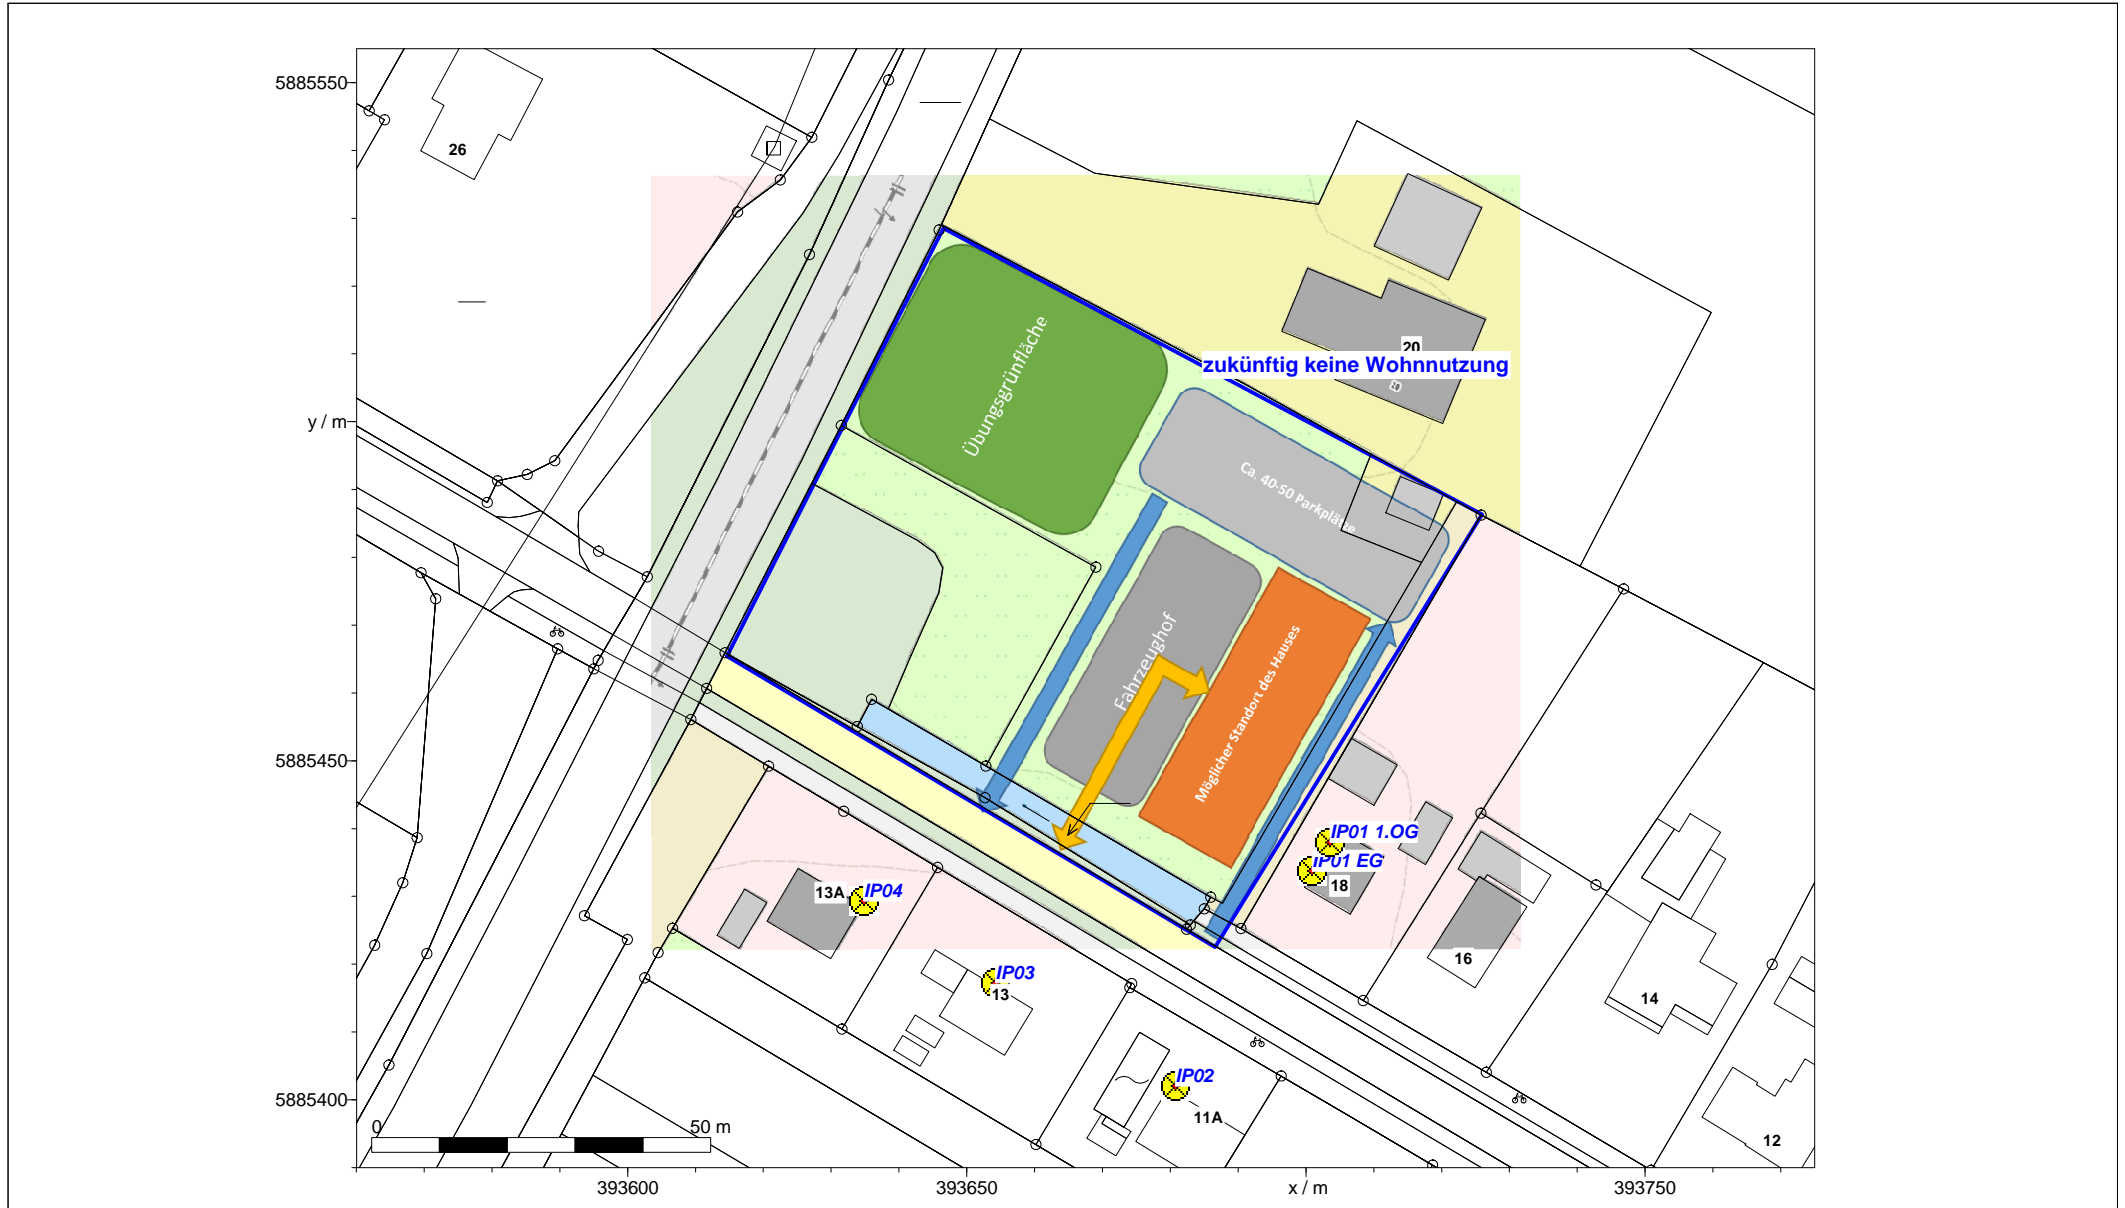 5885550
26
20
zukünftig keine Wohnnutzung
y / m
Übungsgrünfläche
Ca. 40-50 Parkplätze
Fahrzeughof
Möglicher Standort des Hauses
5885450
IP01 1.OG
IP01 EG
18
13A
IP04
16
IP03
13
14
IP02
11A
5885400
0
50 m
12
393600
393650
x / m
393750